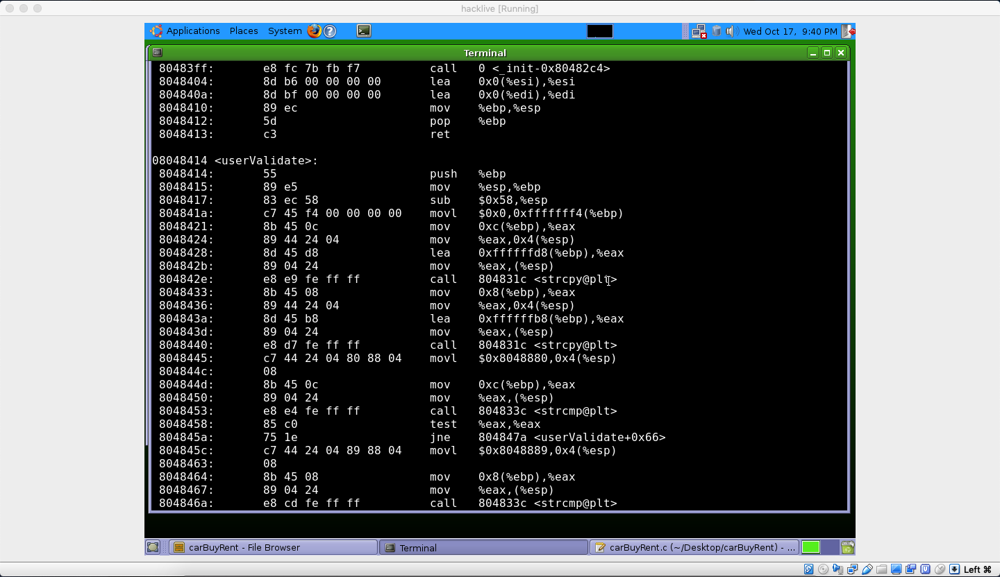 hacklive [Running]
Applications Places System Wed Oct 17, 9:40 PM
Terminal
80483ff: e8 fc 7b fb f7 call 0 <_init-0x80482c4>
8048404: 8d b6 00 00 00 00 lea 0x0(%esi),%esi
804840a: 8d bf 00 00 00 00 lea 0x0(%edi),%edi
8048410: 89 ec mov %ebp,%esp
8048412: 5d pop %ebp
8048413: c3 ret
08048414 <userValidate>:
8048414: 55 push %ebp
8048415: 89 e5 mov %esp,%ebp
8048417: 83 ec 58 sub $0x58,%esp
804841a: c7 45 f4 00 00 00 00 movl $0x0,0xfffffff4(%ebp)
8048421: 8b 45 0c mov 0xc(%ebp),%eax
8048424: 89 44 24 04 mov %eax,0x4(%esp)
8048428: 8d 45 d8 lea 0xffffffd8(%ebp),%eax
804842b: 89 04 24 mov %eax,(%esp)
804842e: e8 e9 fe ff ff call 804831c <strcpy@plt>
8048433: 8b 45 08 mov 0x8(%ebp),%eax
8048436: 89 44 24 04 mov %eax,0x4(%esp)
804843a: 8d 45 b8 lea 0xffffffb8(%ebp),%eax
804843d: 89 04 24 mov %eax,(%esp)
8048440: e8 d7 fe ff ff call 804831c <strcpy@plt>
8048445: c7 44 24 04 80 88 04 movl $0x8048880,0x4(%esp)
804844c: 08
804844d: 8b 45 0c mov 0xc(%ebp),%eax
8048450: 89 04 24 mov %eax,(%esp)
8048453: e8 e4 fe ff ff call 804833c <strcmp@plt>
8048458: 85 c0 test %eax,%eax
804845a: 75 1e jne 804847a <userValidate+0x66>
804845c: c7 44 24 04 89 88 04 movl $0x8048889,0x4(%esp)
8048463: 08
8048464: 8b 45 08 mov 0x8(%ebp),%eax
8048467: 89 04 24 mov %eax,(%esp)
804846a: e8 cd fe ff ff call 804833c <strcmp@plt>
carBuyRent - File Browser Terminal carBuyRent.c (~/Desktop/carBuyRent) - ...
Left ⌘